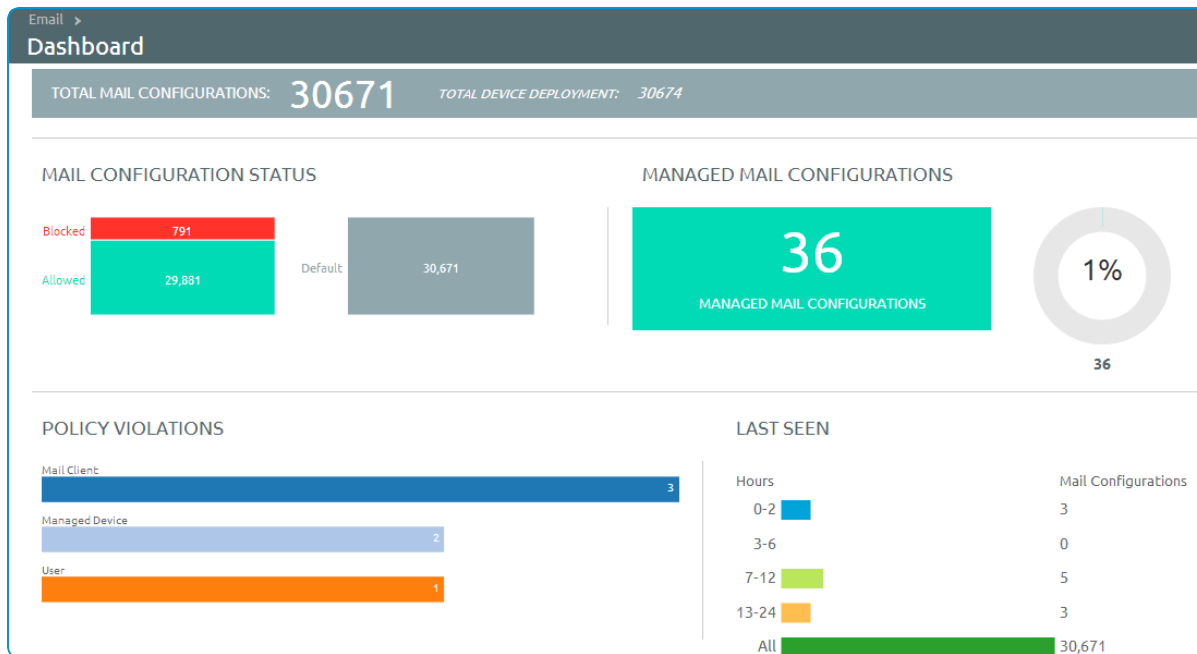 Email >
Dashboard
TOTAL MAIL CONFIGURATIONS: 30671 TOTAL DEVICE DEPLOYMENT: 30674
MAIL CONFIGURATION STATUS
Blocked 791
Allowed 29,881
Default 30,671
MANAGED MAIL CONFIGURATIONS
36
MANAGED MAIL CONFIGURATIONS
1%
36
POLICY VIOLATIONS
Mail Client
3
Managed Device
2
User
1
LAST SEEN
Hours Mail Configurations
0-2 3
3-6 0
7-12 5
13-24 3
All 30,671